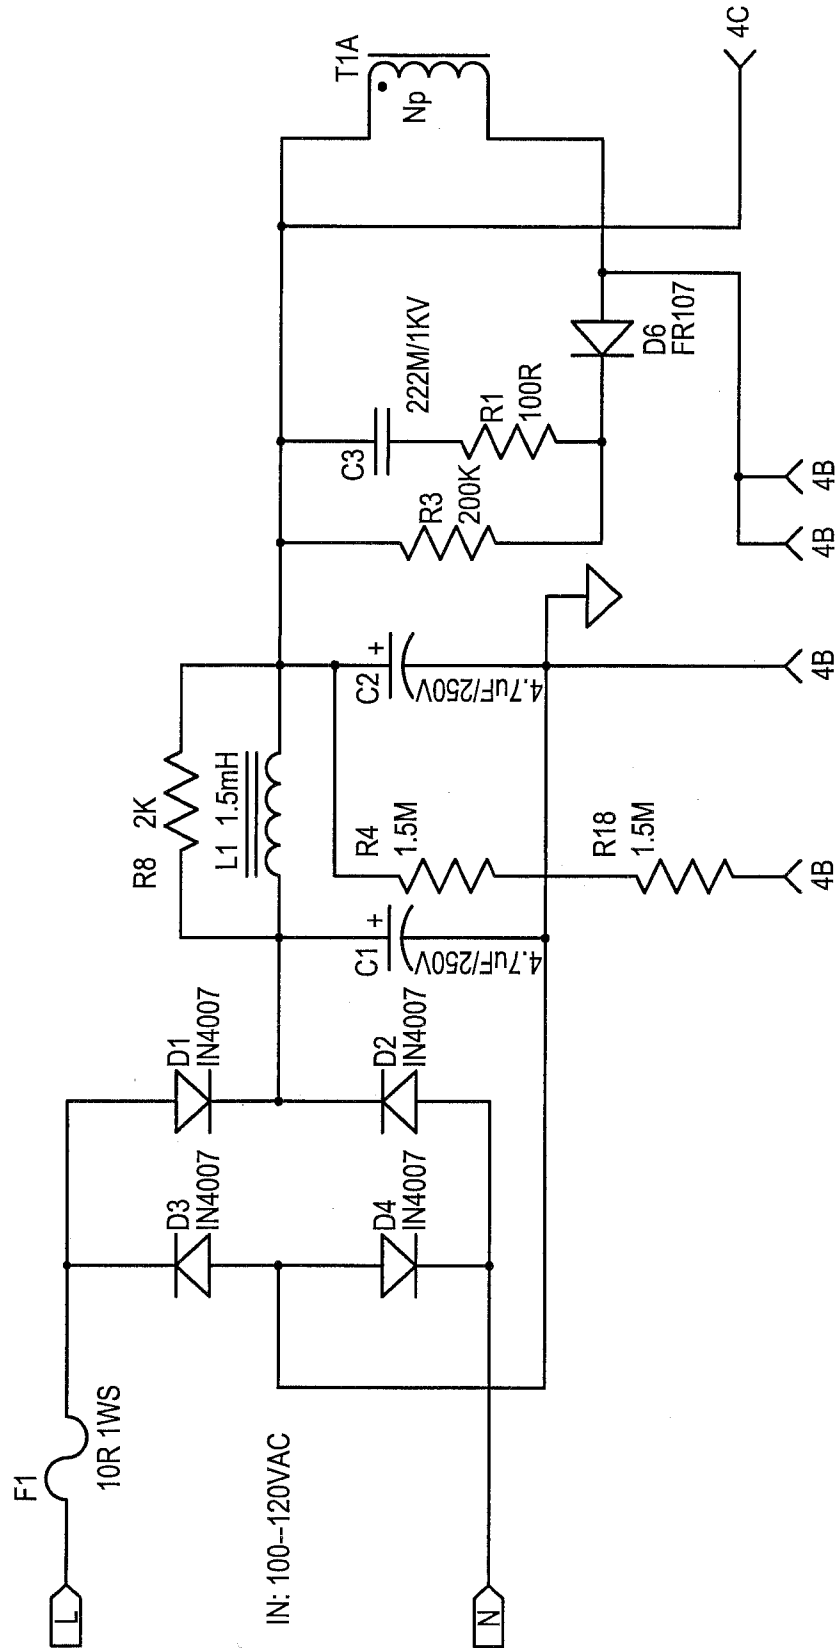 L
N
F1
10R 1WS
IN: 100--120VAC
D3
IN4007
D1
IN4007
D4
IN4007
D2
IN4007
R8 2K
L1 1.5mH
C1
+
4.7uF/250V
R4
1.5M
R18
1.5M
C2
+
4.7uF/250V
R3
200K
C3
222M/1KV
R1
100R
D6
FR107
T1A
Np
4B
4B
4B
4B
4C